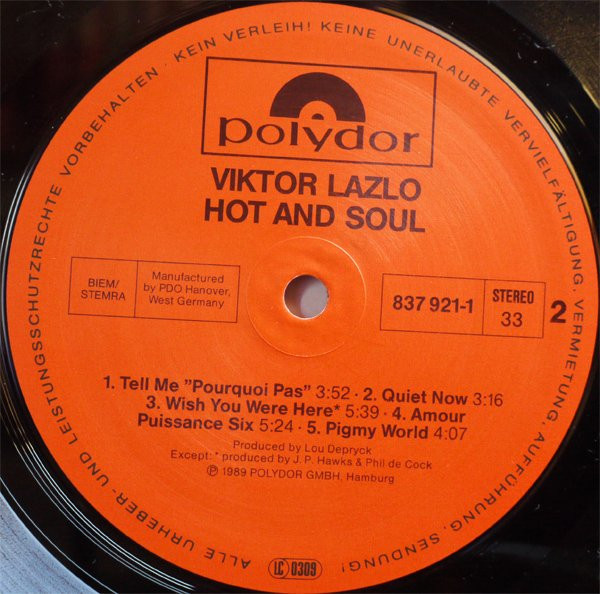 ALLE URHEBER- UND LEISTUNGSSCHUTZRECHTE VORBEHALTEN · KEIN VERLEIH! KEINE UNERLAUBTE VERVIELFÄLTIGUNG, VERMIETUNG, AUFFÜHRUNG, SENDUNG!
polydor
VIKTOR LAZLO
HOT AND SOUL
BIEM/
STEMRA
Manufactured
by PDO Hanover,
West Germany
837 921-1
STEREO
33
2
1. Tell Me "Pourquoi Pas" 3:52 · 2. Quiet Now 3:16
3. Wish You Were Here* 5:39 · 4. Amour
Puissance Six 5:24 · 5. Pigmy World 4:07
Produced by Lou Depryck
Except: * produced by J. P. Hawks & Phil de Cock
℗ 1989 POLYDOR GMBH, Hamburg
LC 0309